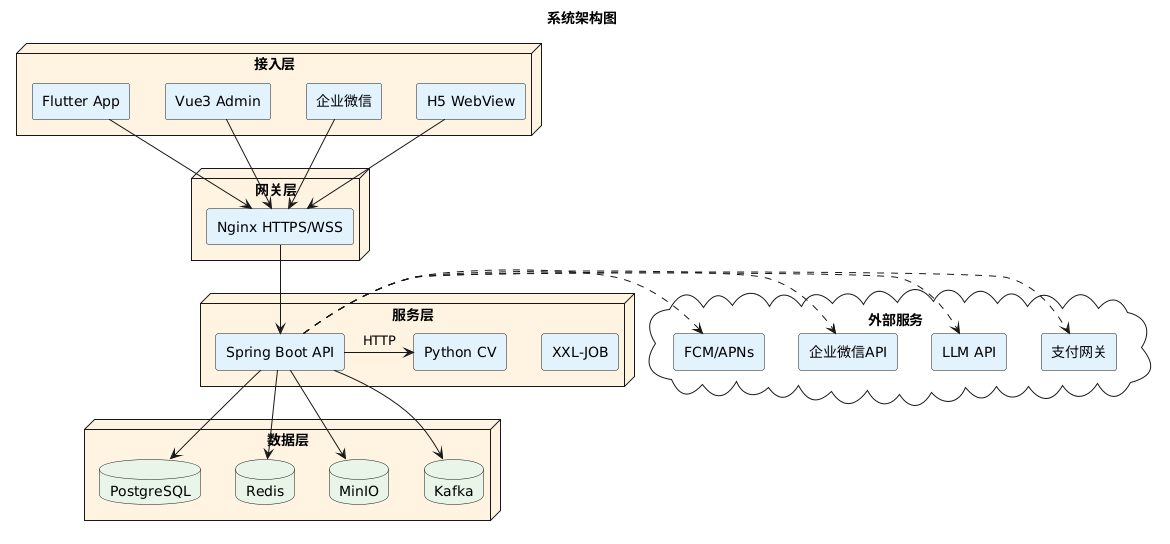 系统架构图
接入层
Flutter App
Vue3 Admin
企业微信
H5 WebView
网关层
Nginx HTTPS/WSS
服务层
Spring Boot API
HTTP
Python CV
XXL-JOB
外部服务
FCM/APNs
企业微信API
LLM API
支付网关
数据层
PostgreSQL
Redis
MinIO
Kafka